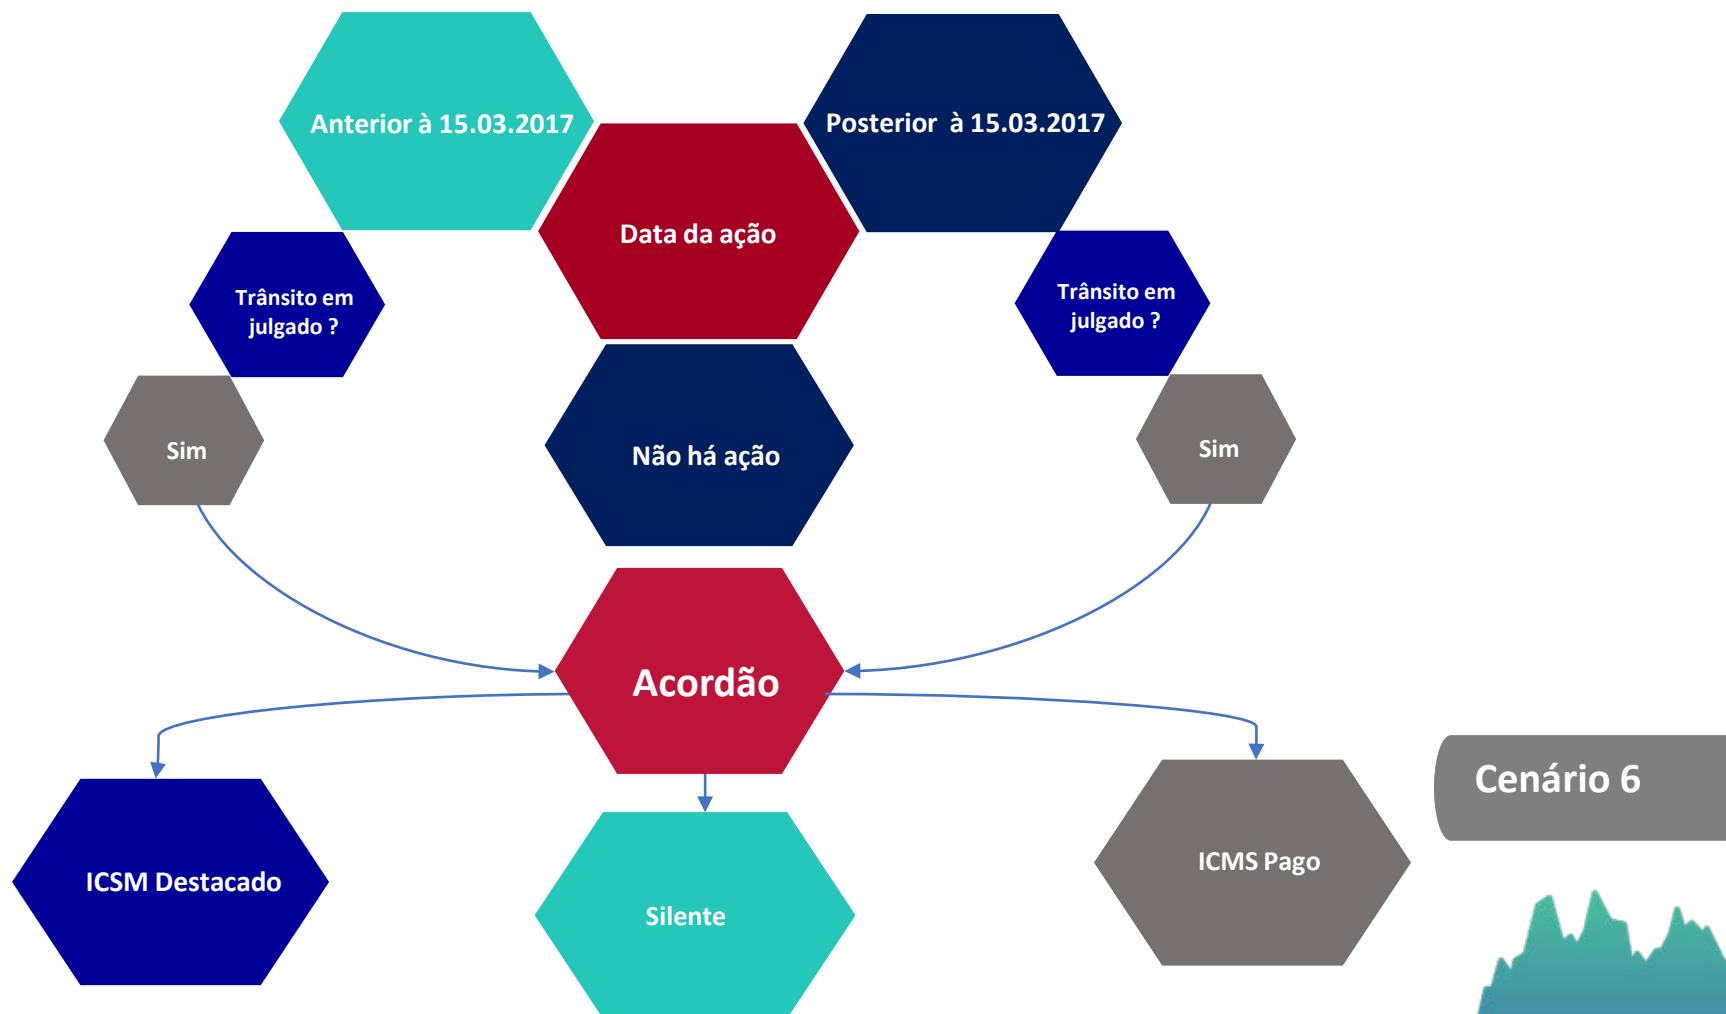 Anterior à 15.03.2017
Posterior à 15.03.2017
Data da ação
Trânsito em
julgado ?
Trânsito em
julgado ?
Sim
Não há ação
Sim
Acordão
Cenário 6
ICSM Destacado
Silente
ICMS Pago